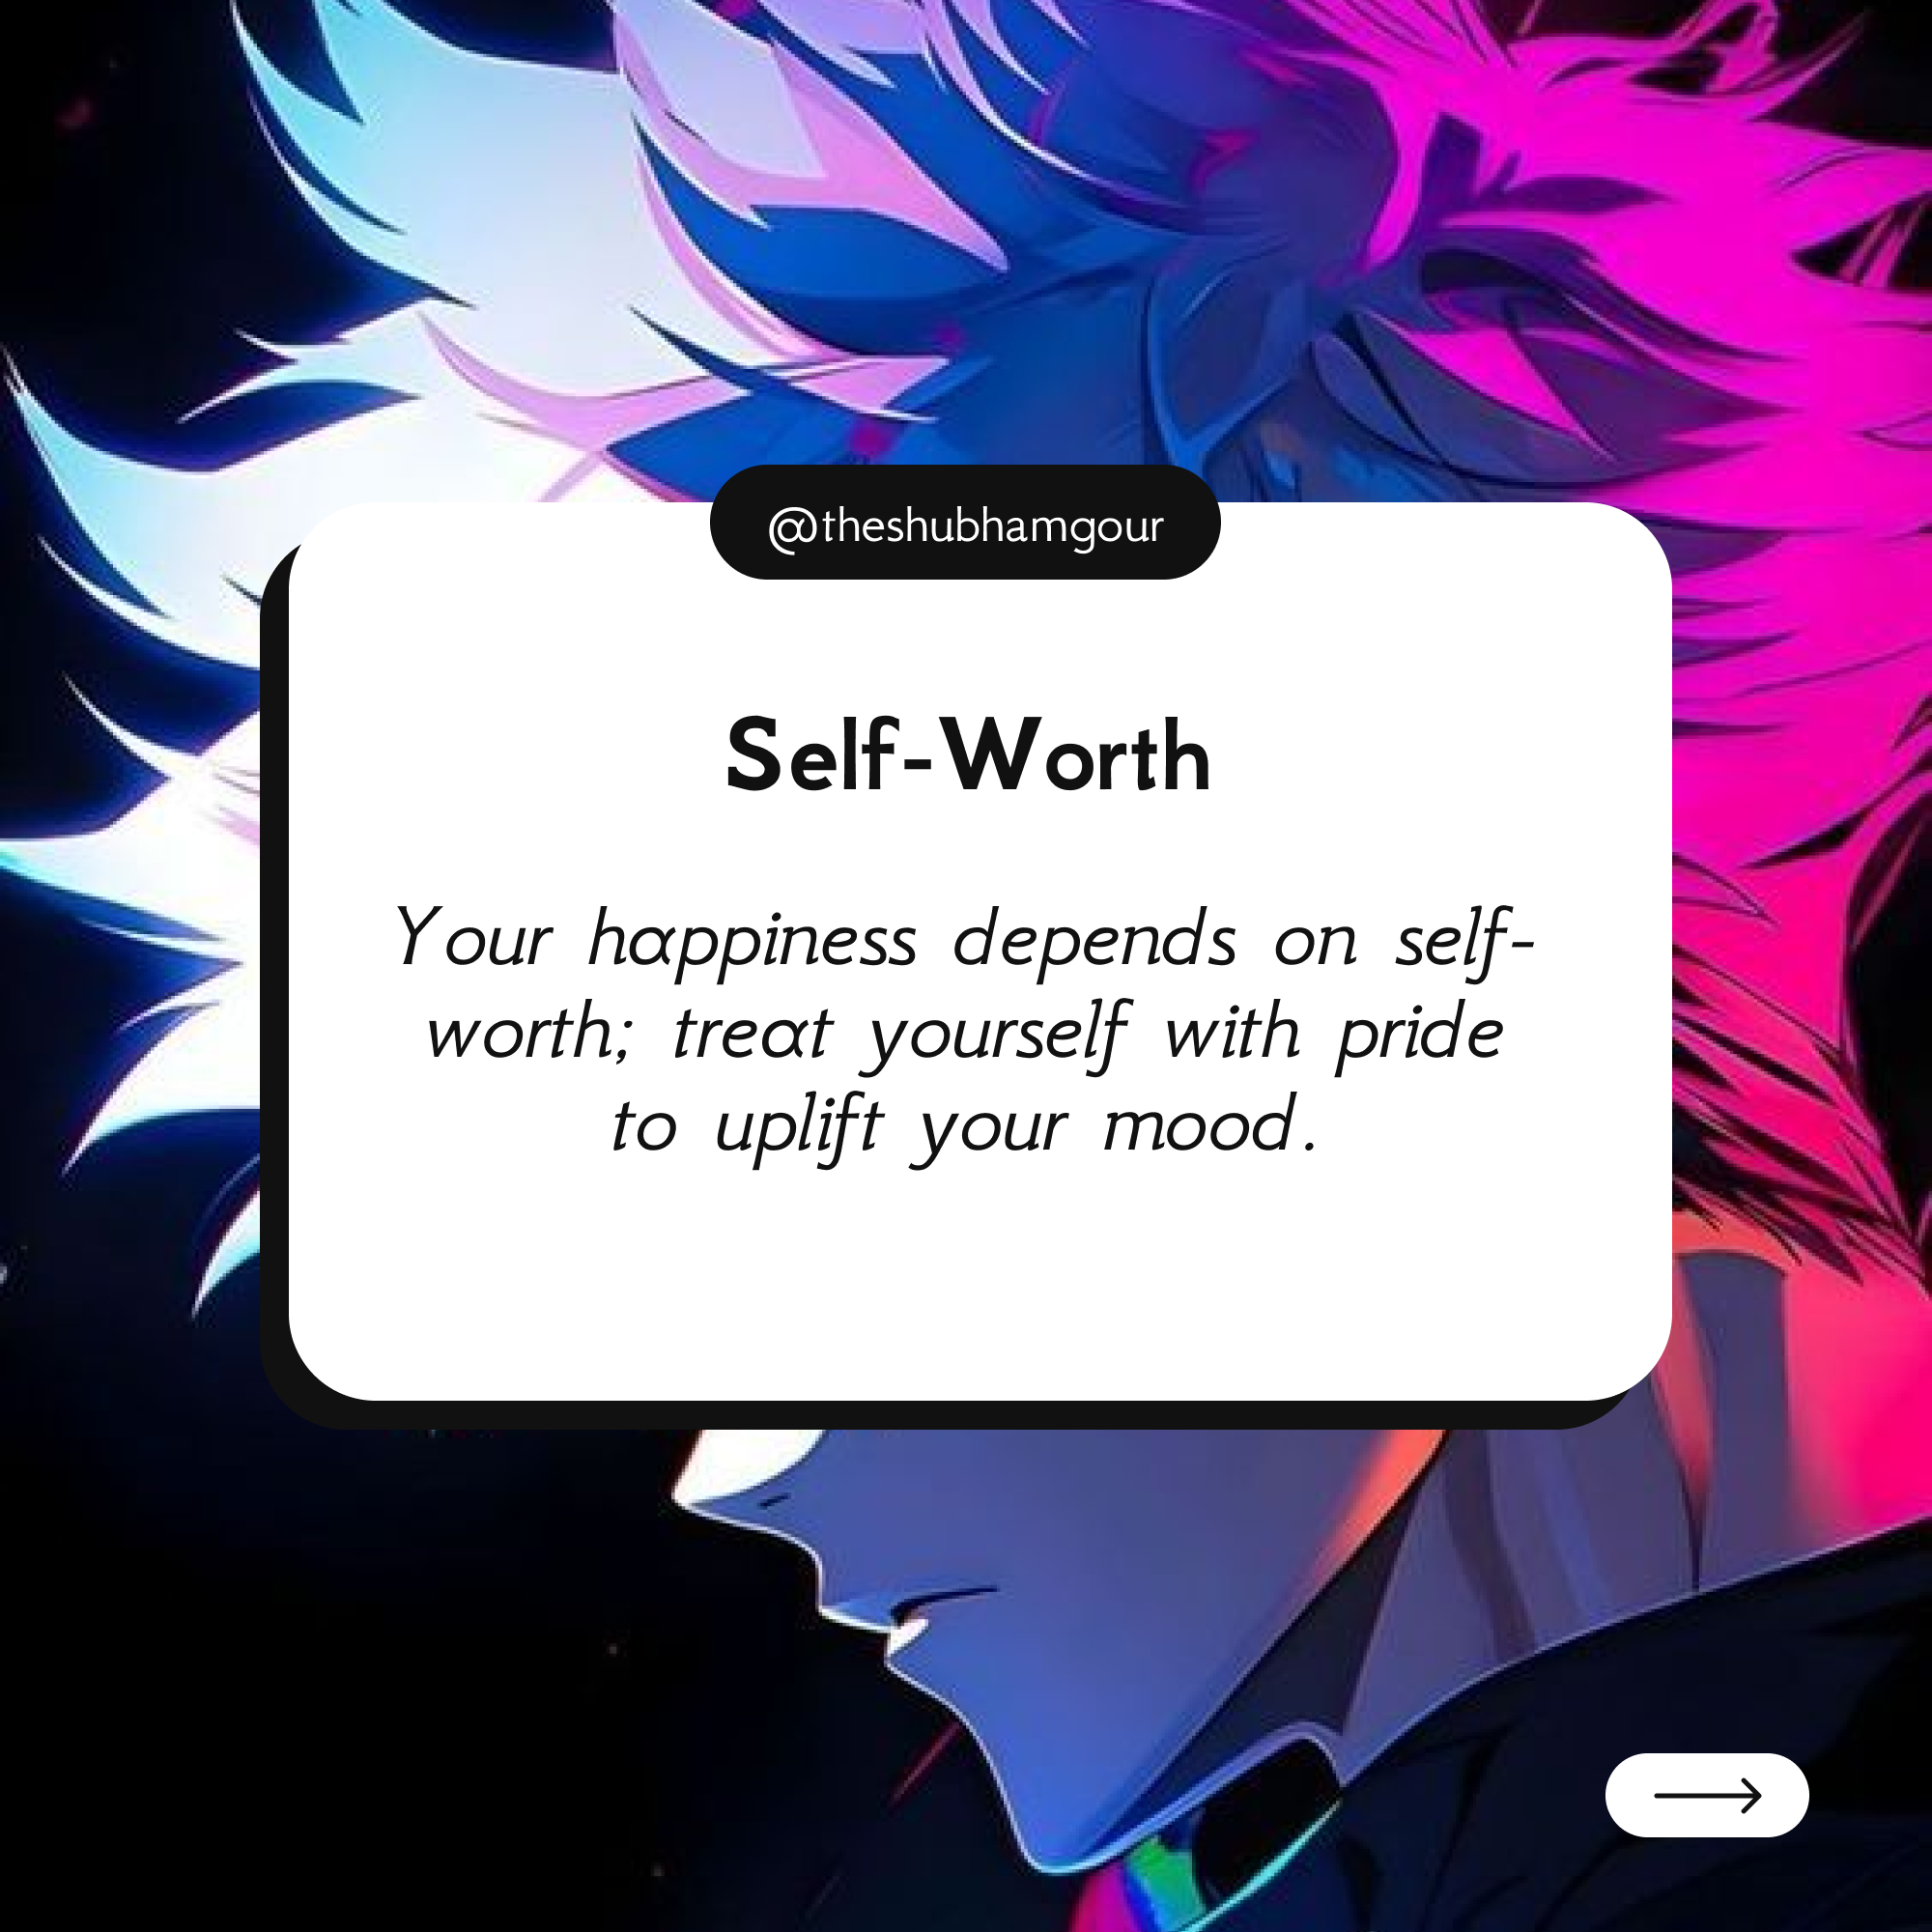 @theshubhamgour
Self-Worth
Your happiness depends on self-
worth; treat yourself with pride
to uplift your mood.